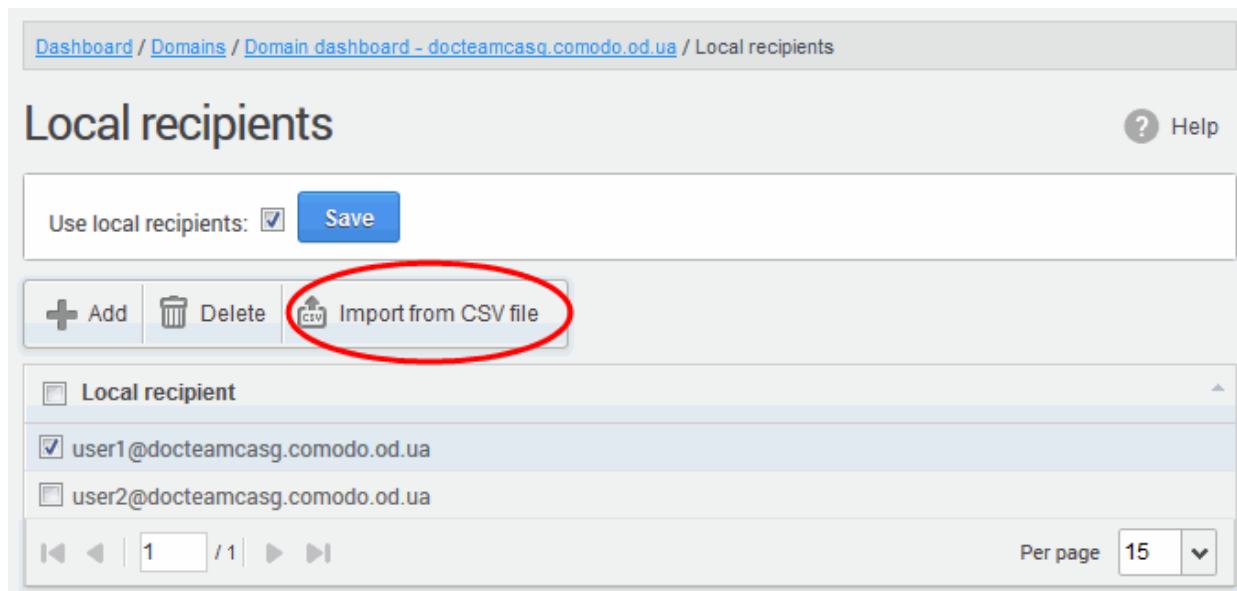 Dashboard / Domains / Domain dashboard - docteamcasg.comodo.od.ua / Local recipients
Local recipients
? Help
Use local recipients: Save
Add Delete CSV Import from CSV file
Local recipient
user1@docteamcasg.comodo.od.ua
user2@docteamcasg.comodo.od.ua
1 / 1 Per page 15